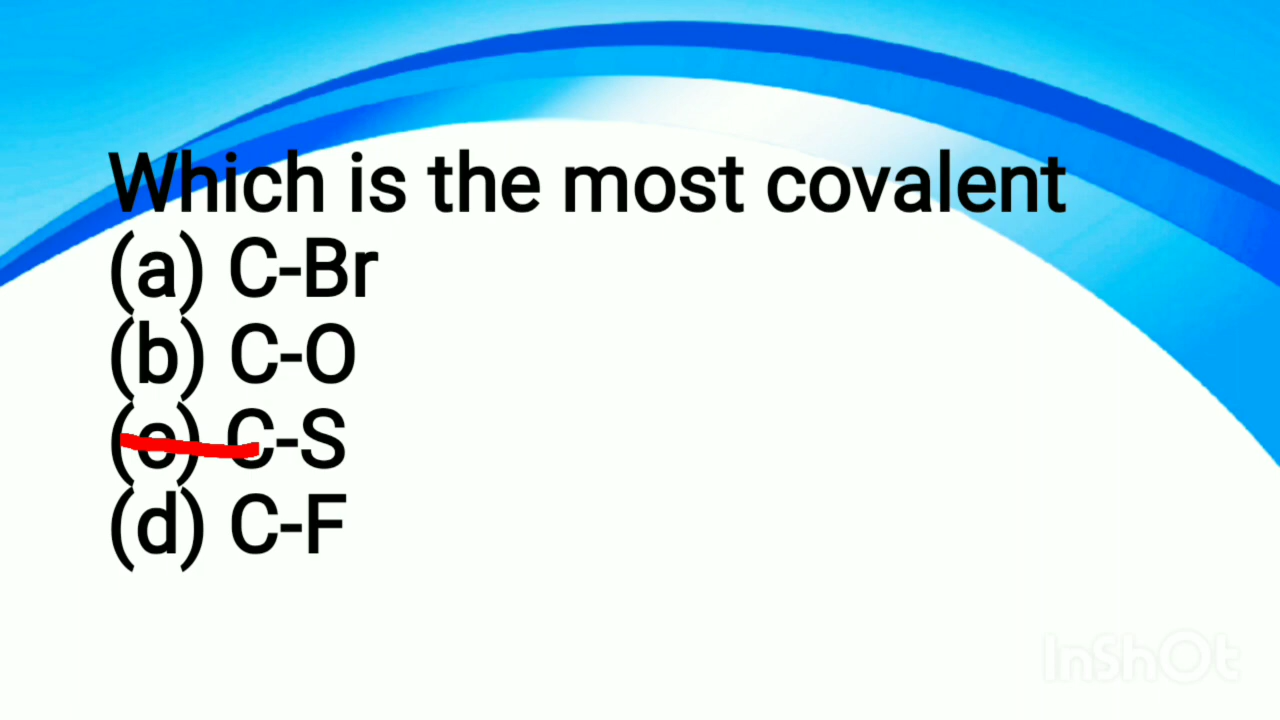 Which is the most covalent
(a) C-Br
(b) C-O
(c) C-S
(d) C-F
InShOt